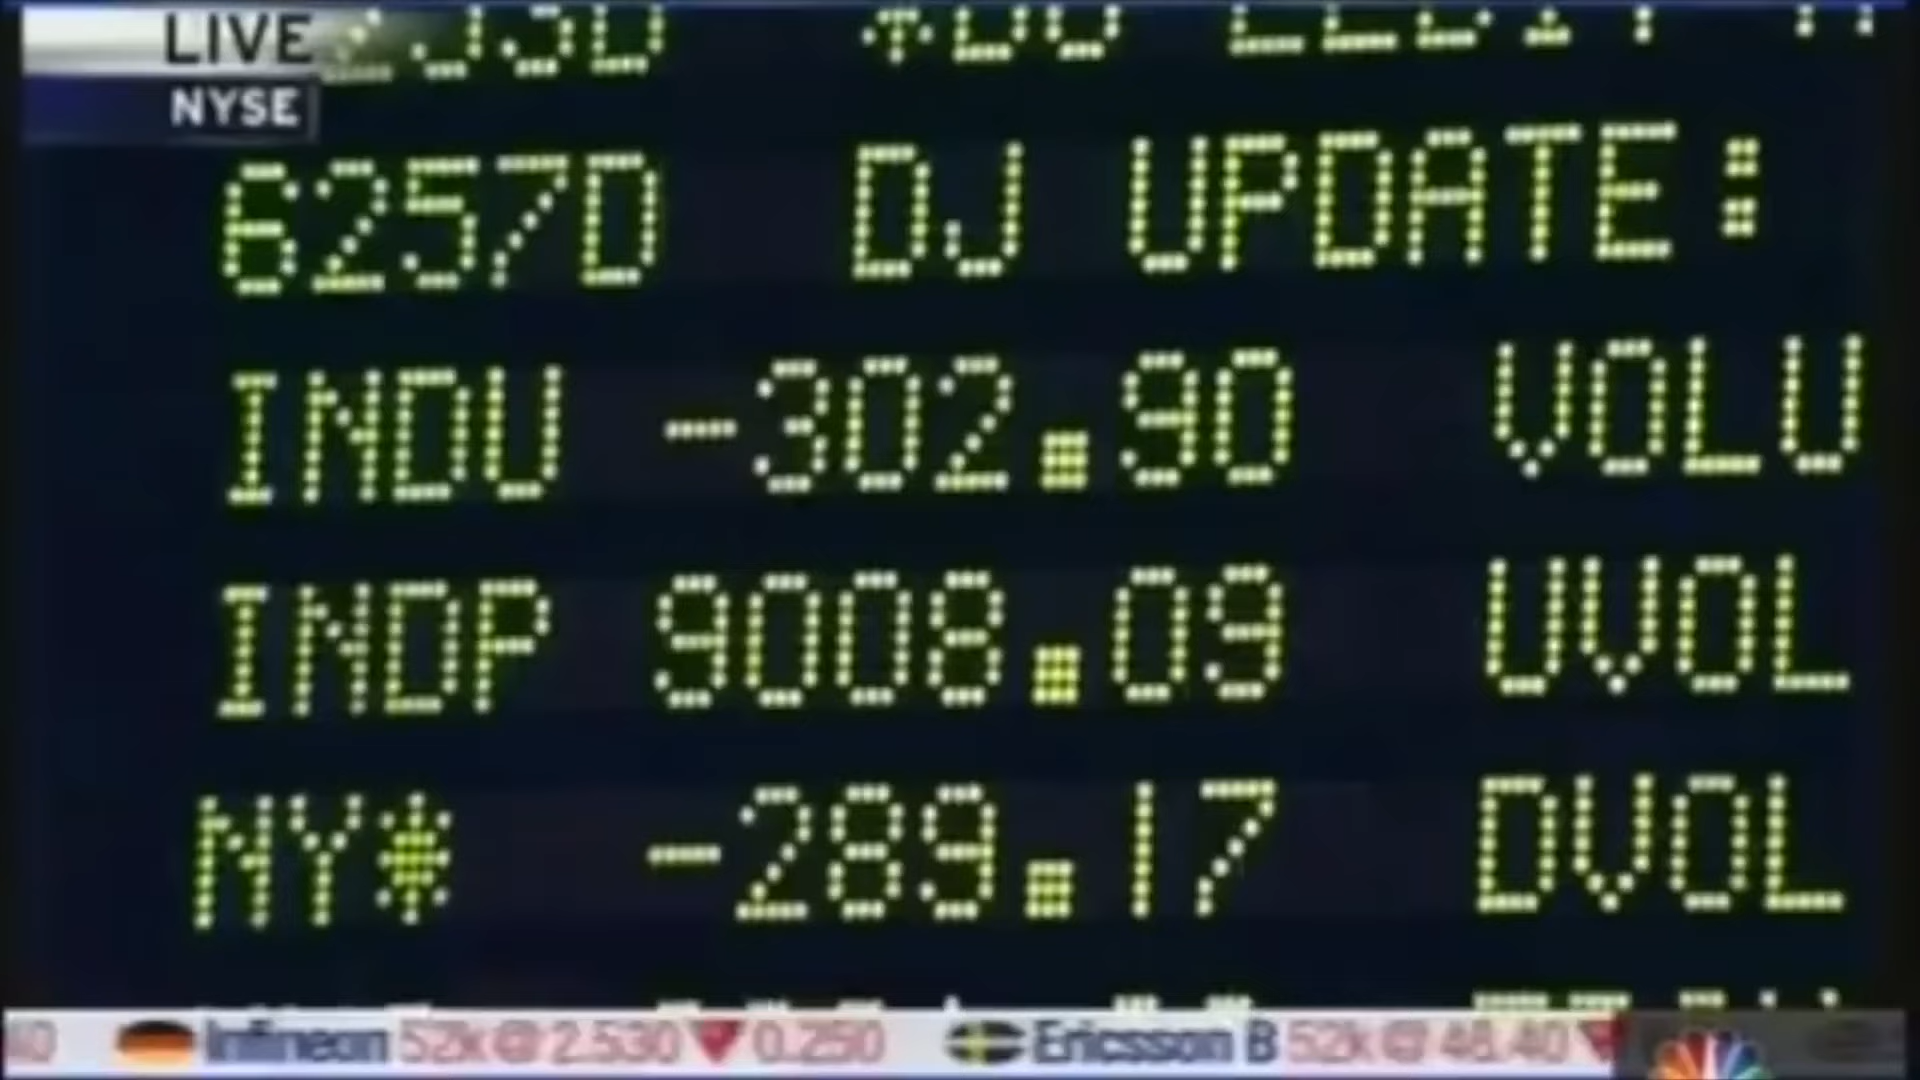 LIVE
NYSE
6257D DJ UPDATE:
INDU -302.90 VOLU
INDP 9008.09 UVOL
NY* -289.17 DVOL
Infineon 52k@2.530▼0.250 Ericsson B 52k@48.40▼